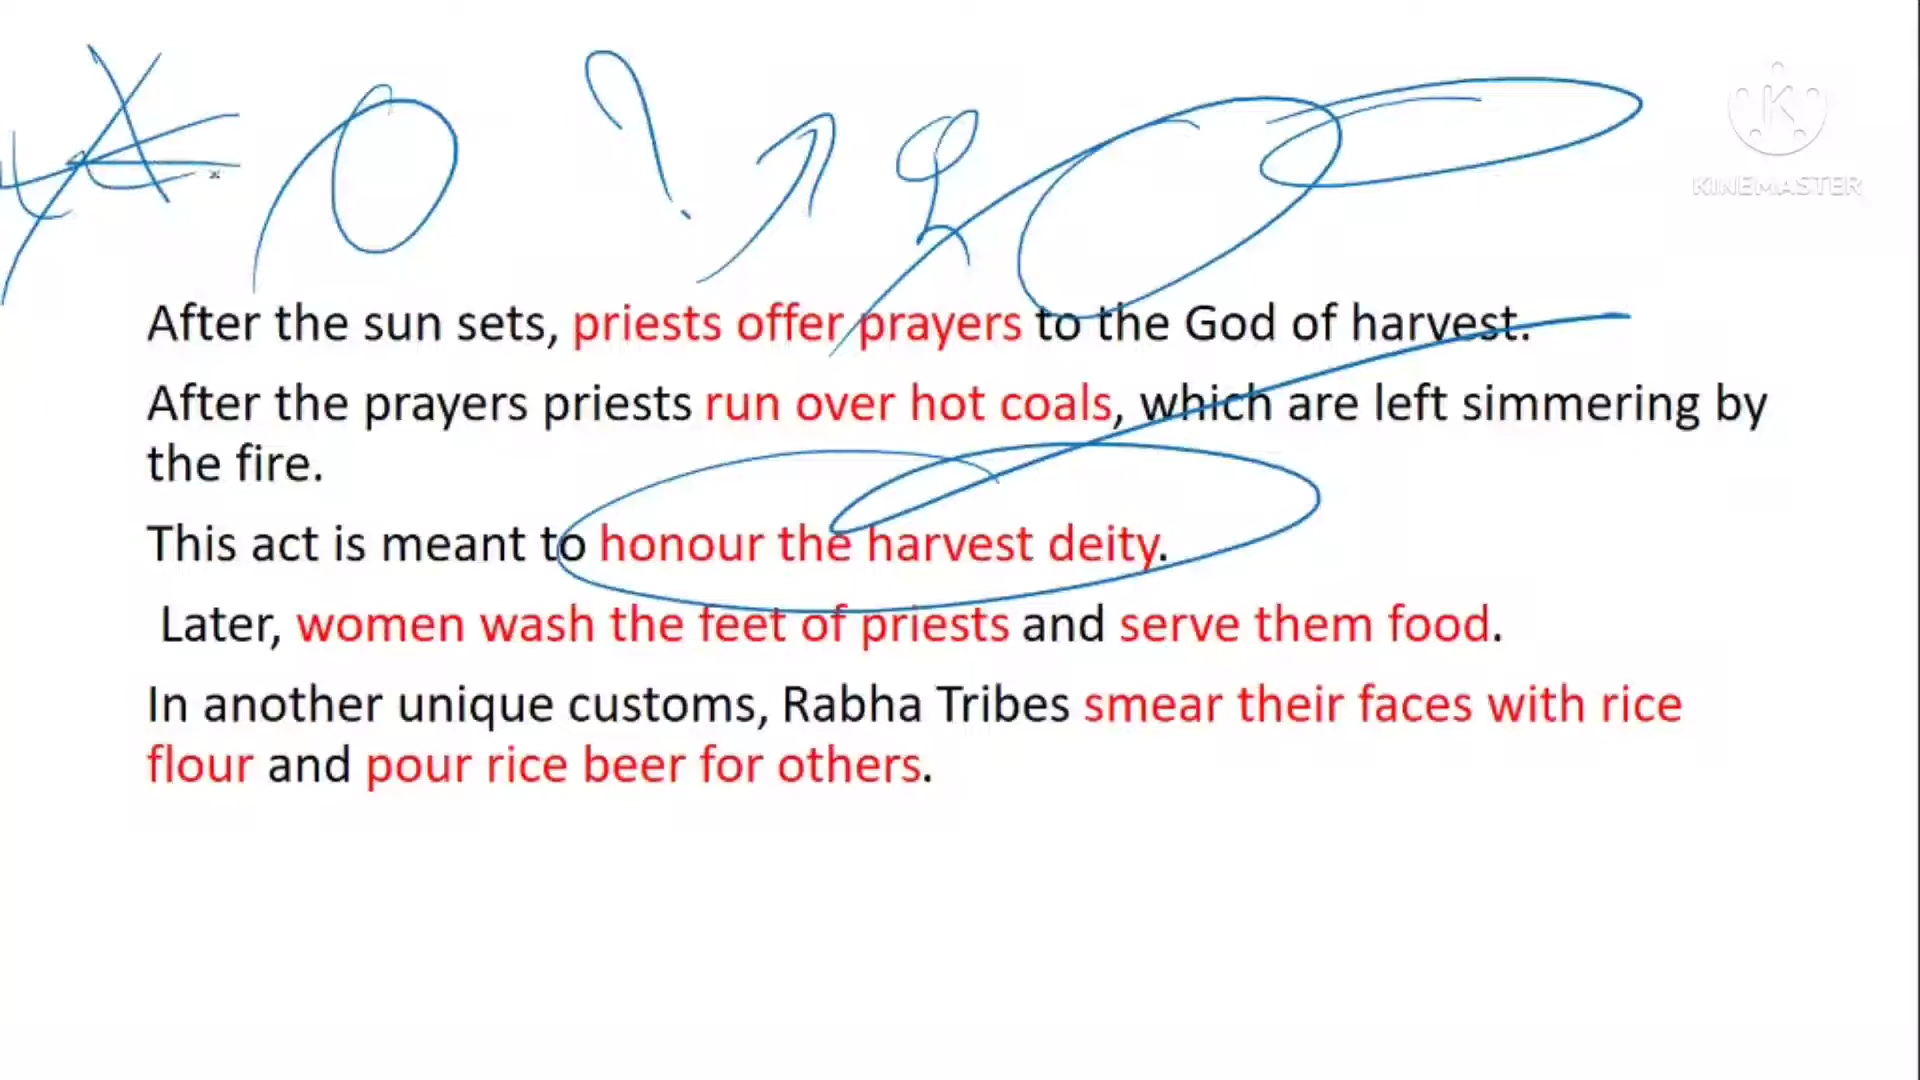 KINEMASTER
After the sun sets, priests offer prayers to the God of harvest.
After the prayers priests run over hot coals, which are left simmering by
the fire.
This act is meant to honour the harvest deity.
Later, women wash the feet of priests and serve them food.
In another unique customs, Rabha Tribes smear their faces with rice
flour and pour rice beer for others.